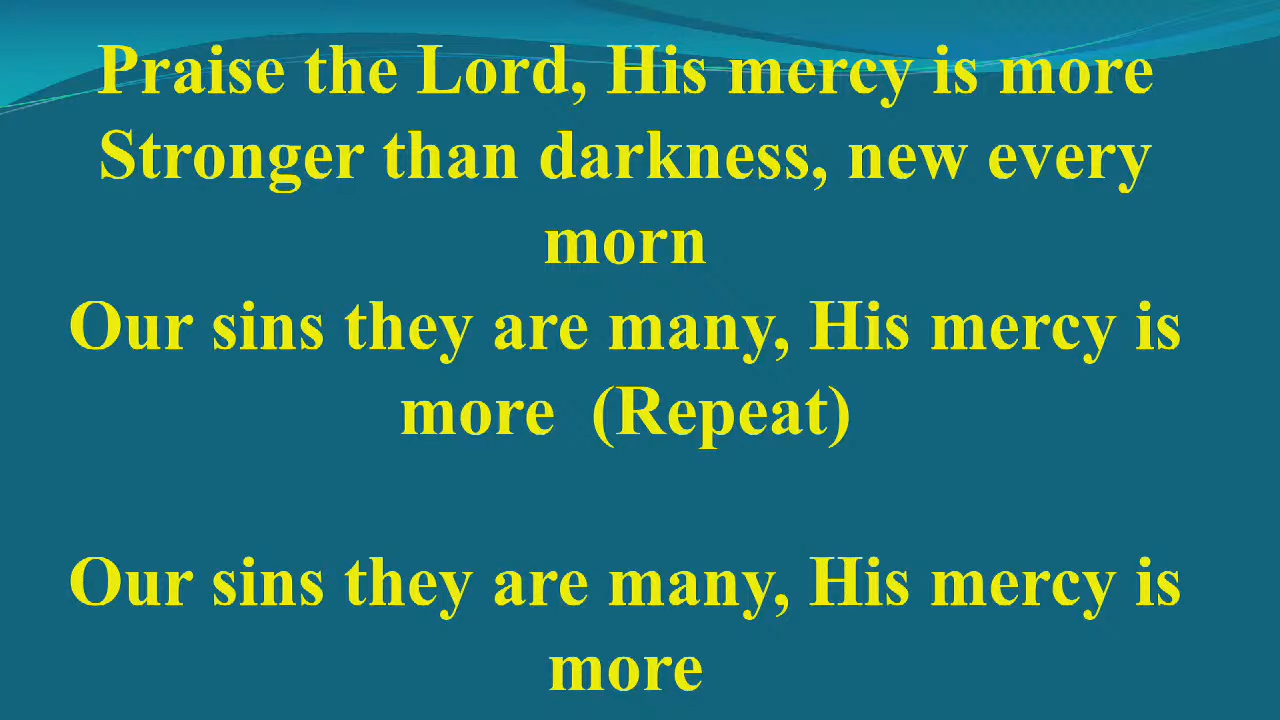 Praise the Lord, His mercy is more
Stronger than darkness, new every
morn
Our sins they are many, His mercy is
more  (Repeat)
Our sins they are many, His mercy is
more